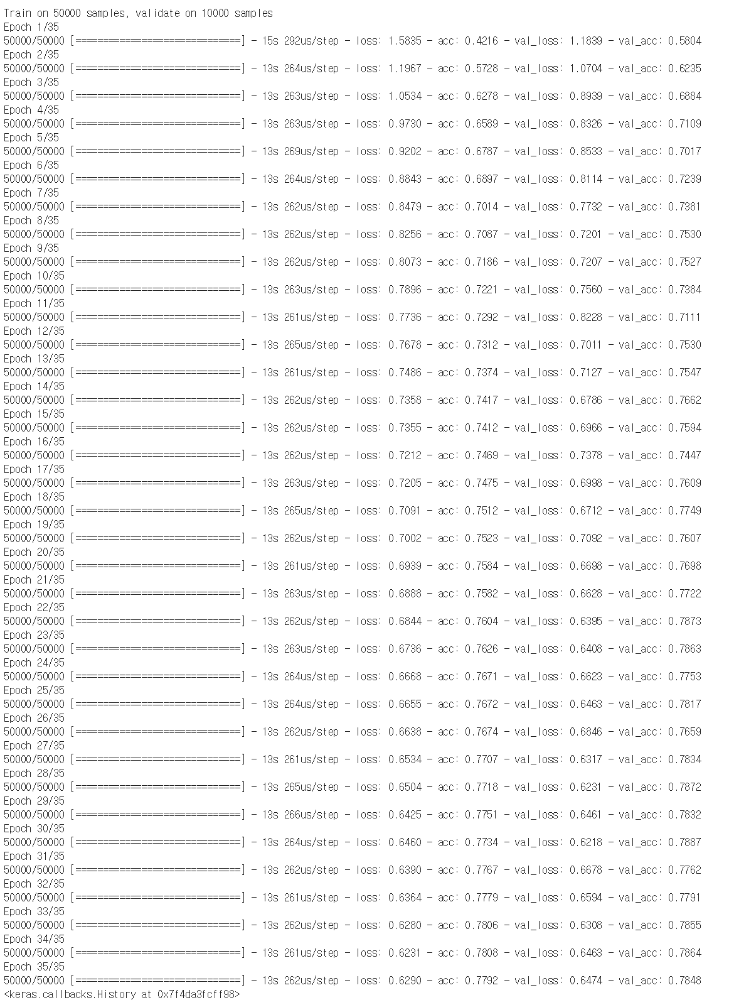 Train on 50000 samples, validate on 10000 samples
Epoch 1/35
50000/50000 [==============================] - 15s 292us/step - loss: 1.5835 - acc: 0.4216 - val_loss: 1.1839 - val_acc: 0.5804
Epoch 2/35
50000/50000 [==============================] - 13s 264us/step - loss: 1.1967 - acc: 0.5728 - val_loss: 1.0704 - val_acc: 0.6235
Epoch 3/35
50000/50000 [==============================] - 13s 263us/step - loss: 1.0534 - acc: 0.6278 - val_loss: 0.8939 - val_acc: 0.6884
Epoch 4/35
50000/50000 [==============================] - 13s 263us/step - loss: 0.9730 - acc: 0.6589 - val_loss: 0.8326 - val_acc: 0.7109
Epoch 5/35
50000/50000 [==============================] - 13s 269us/step - loss: 0.9202 - acc: 0.6787 - val_loss: 0.8533 - val_acc: 0.7017
Epoch 6/35
50000/50000 [==============================] - 13s 264us/step - loss: 0.8843 - acc: 0.6897 - val_loss: 0.8114 - val_acc: 0.7239
Epoch 7/35
50000/50000 [==============================] - 13s 262us/step - loss: 0.8479 - acc: 0.7014 - val_loss: 0.7732 - val_acc: 0.7381
Epoch 8/35
50000/50000 [==============================] - 13s 262us/step - loss: 0.8256 - acc: 0.7087 - val_loss: 0.7201 - val_acc: 0.7530
Epoch 9/35
50000/50000 [==============================] - 13s 262us/step - loss: 0.8073 - acc: 0.7186 - val_loss: 0.7207 - val_acc: 0.7527
Epoch 10/35
50000/50000 [==============================] - 13s 263us/step - loss: 0.7896 - acc: 0.7221 - val_loss: 0.7560 - val_acc: 0.7384
Epoch 11/35
50000/50000 [==============================] - 13s 261us/step - loss: 0.7736 - acc: 0.7292 - val_loss: 0.8228 - val_acc: 0.7111
Epoch 12/35
50000/50000 [==============================] - 13s 265us/step - loss: 0.7678 - acc: 0.7312 - val_loss: 0.7011 - val_acc: 0.7530
Epoch 13/35
50000/50000 [==============================] - 13s 261us/step - loss: 0.7486 - acc: 0.7374 - val_loss: 0.7127 - val_acc: 0.7547
Epoch 14/35
50000/50000 [==============================] - 13s 262us/step - loss: 0.7358 - acc: 0.7417 - val_loss: 0.6786 - val_acc: 0.7662
Epoch 15/35
50000/50000 [==============================] - 13s 262us/step - loss: 0.7355 - acc: 0.7412 - val_loss: 0.6966 - val_acc: 0.7594
Epoch 16/35
50000/50000 [==============================] - 13s 262us/step - loss: 0.7212 - acc: 0.7469 - val_loss: 0.7378 - val_acc: 0.7447
Epoch 17/35
50000/50000 [==============================] - 13s 263us/step - loss: 0.7205 - acc: 0.7475 - val_loss: 0.6998 - val_acc: 0.7609
Epoch 18/35
50000/50000 [==============================] - 13s 265us/step - loss: 0.7091 - acc: 0.7512 - val_loss: 0.6712 - val_acc: 0.7749
Epoch 19/35
50000/50000 [==============================] - 13s 262us/step - loss: 0.7002 - acc: 0.7523 - val_loss: 0.7092 - val_acc: 0.7607
Epoch 20/35
50000/50000 [==============================] - 13s 261us/step - loss: 0.6939 - acc: 0.7584 - val_loss: 0.6698 - val_acc: 0.7698
Epoch 21/35
50000/50000 [==============================] - 13s 263us/step - loss: 0.6888 - acc: 0.7582 - val_loss: 0.6628 - val_acc: 0.7722
Epoch 22/35
50000/50000 [==============================] - 13s 262us/step - loss: 0.6844 - acc: 0.7604 - val_loss: 0.6395 - val_acc: 0.7873
Epoch 23/35
50000/50000 [==============================] - 13s 263us/step - loss: 0.6736 - acc: 0.7626 - val_loss: 0.6408 - val_acc: 0.7863
Epoch 24/35
50000/50000 [==============================] - 13s 264us/step - loss: 0.6668 - acc: 0.7671 - val_loss: 0.6623 - val_acc: 0.7753
Epoch 25/35
50000/50000 [==============================] - 13s 264us/step - loss: 0.6655 - acc: 0.7672 - val_loss: 0.6463 - val_acc: 0.7817
Epoch 26/35
50000/50000 [==============================] - 13s 262us/step - loss: 0.6638 - acc: 0.7674 - val_loss: 0.6846 - val_acc: 0.7659
Epoch 27/35
50000/50000 [==============================] - 13s 261us/step - loss: 0.6534 - acc: 0.7707 - val_loss: 0.6317 - val_acc: 0.7834
Epoch 28/35
50000/50000 [==============================] - 13s 265us/step - loss: 0.6504 - acc: 0.7718 - val_loss: 0.6231 - val_acc: 0.7872
Epoch 29/35
50000/50000 [==============================] - 13s 266us/step - loss: 0.6425 - acc: 0.7751 - val_loss: 0.6461 - val_acc: 0.7832
Epoch 30/35
50000/50000 [==============================] - 13s 264us/step - loss: 0.6460 - acc: 0.7734 - val_loss: 0.6218 - val_acc: 0.7887
Epoch 31/35
50000/50000 [==============================] - 13s 262us/step - loss: 0.6390 - acc: 0.7767 - val_loss: 0.6678 - val_acc: 0.7762
Epoch 32/35
50000/50000 [==============================] - 13s 261us/step - loss: 0.6364 - acc: 0.7779 - val_loss: 0.6594 - val_acc: 0.7791
Epoch 33/35
50000/50000 [==============================] - 13s 262us/step - loss: 0.6280 - acc: 0.7806 - val_loss: 0.6308 - val_acc: 0.7855
Epoch 34/35
50000/50000 [==============================] - 13s 261us/step - loss: 0.6231 - acc: 0.7808 - val_loss: 0.6463 - val_acc: 0.7864
Epoch 35/35
50000/50000 [==============================] - 13s 262us/step - loss: 0.6290 - acc: 0.7792 - val_loss: 0.6474 - val_acc: 0.7848
<keras.callbacks.History at 0x7f4da3fcff98>